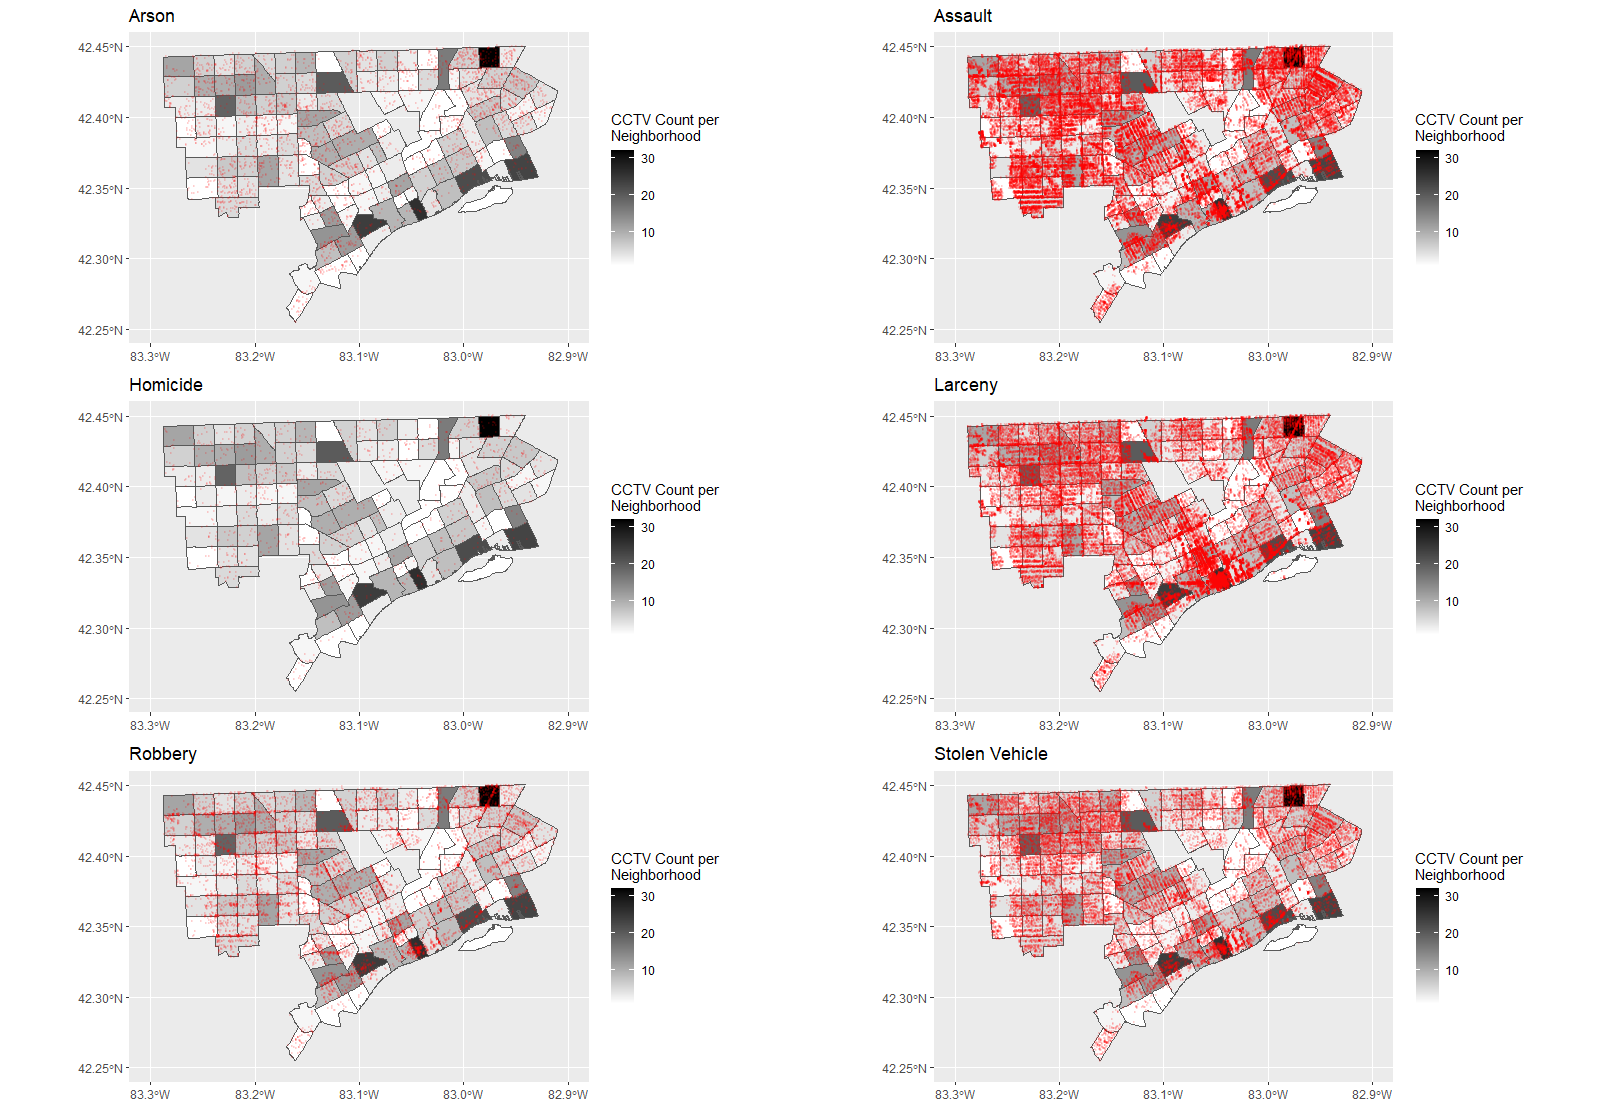 Arson
42.45°N
42.40°N
42.35°N
42.30°N
42.25°N
83.3°W 83.2°W 83.1°W 83.0°W 82.9°W
CCTV Count per
Neighborhood
30
20
10
Assault
42.45°N
42.40°N
42.35°N
42.30°N
42.25°N
83.3°W 83.2°W 83.1°W 83.0°W 82.9°W
CCTV Count per
Neighborhood
30
20
10
Homicide
42.45°N
42.40°N
42.35°N
42.30°N
42.25°N
83.3°W 83.2°W 83.1°W 83.0°W 82.9°W
CCTV Count per
Neighborhood
30
20
10
Larceny
42.45°N
42.40°N
42.35°N
42.30°N
42.25°N
83.3°W 83.2°W 83.1°W 83.0°W 82.9°W
CCTV Count per
Neighborhood
30
20
10
Robbery
42.45°N
42.40°N
42.35°N
42.30°N
42.25°N
83.3°W 83.2°W 83.1°W 83.0°W 82.9°W
CCTV Count per
Neighborhood
30
20
10
Stolen Vehicle
42.45°N
42.40°N
42.35°N
42.30°N
42.25°N
83.3°W 83.2°W 83.1°W 83.0°W 82.9°W
CCTV Count per
Neighborhood
30
20
10